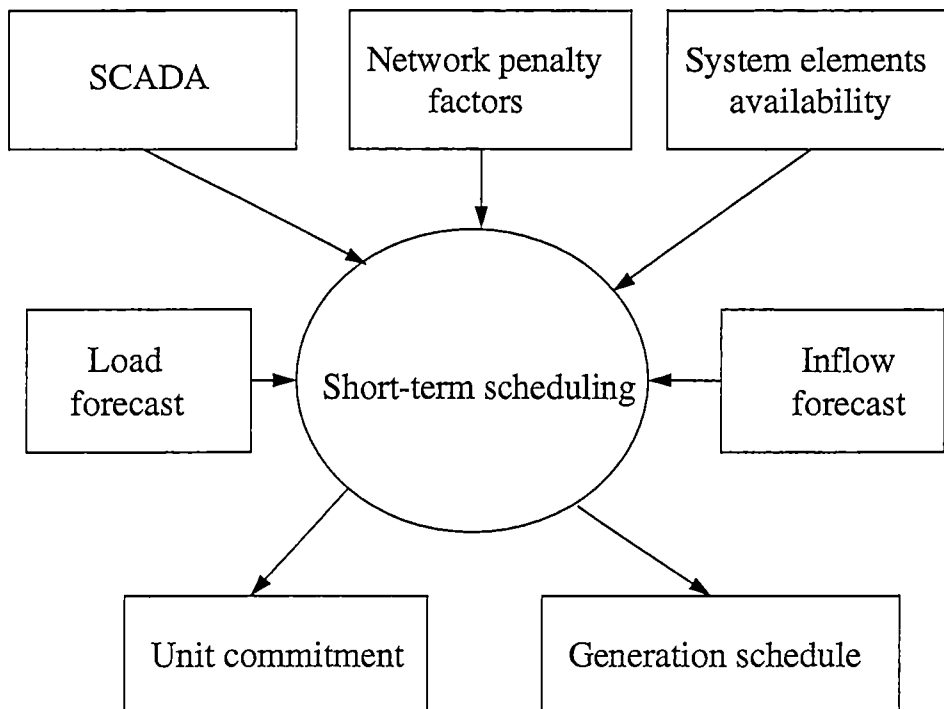 SCADA
Network penalty
factors
System elements
availability
Load
forecast
Short-term scheduling
Inflow
forecast
Unit commitment
Generation schedule